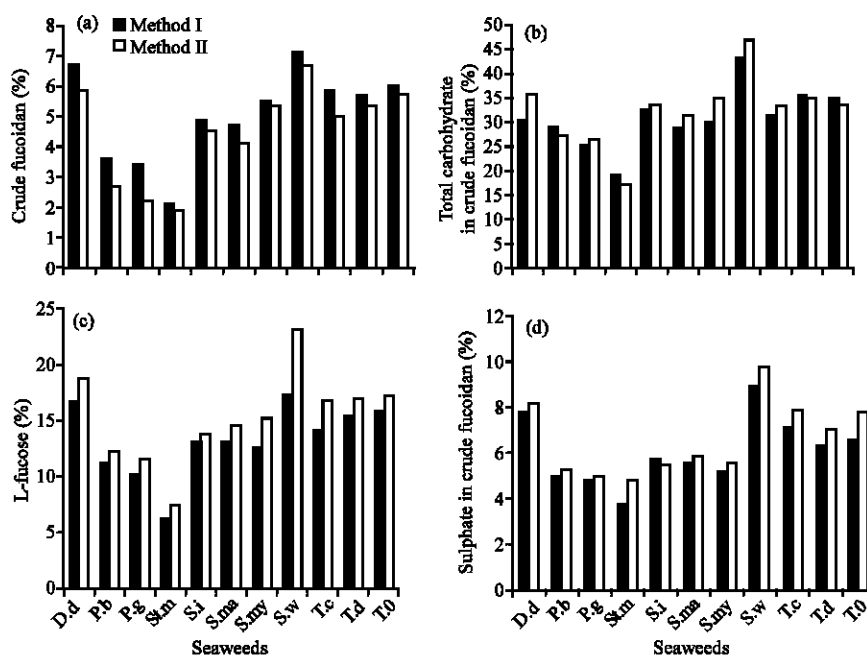 (a)
Method I
Method II
Crude fucoidan (%)
8
7
6
5
4
3
2
1
0
(b)
Total carbohydrate
in crude fucoidan (%)
50
45
40
35
30
25
20
15
10
5
0
(c)
L-fucose (%)
25
20
15
10
5
0
D.d
P.b
P.g
St.m
S.i
S.ma
S.my
S.w
T.c
T.d
T.0
Seaweeds
(d)
Sulphate in crude fucoidan (%)
12
10
8
6
4
2
0
D.d
P.b
P.g
St.m
S.i
S.ma
S.my
S.w
T.c
T.d
T.0
Seaweeds